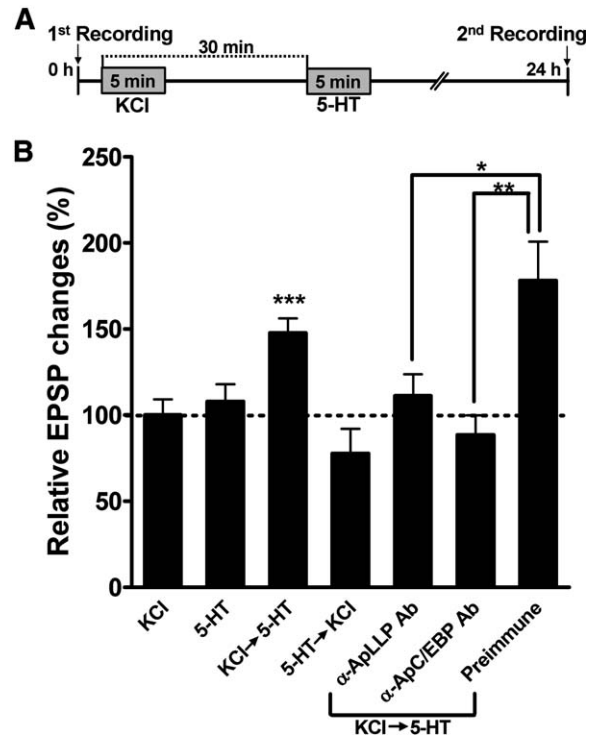 A
1st Recording
30 min
2nd Recording
0 h
5 min
5 min
24 h
KCl
5-HT
B
Relative EPSP changes (%)
250
200
150
100
50
0
***
*
**
KCl
5-HT
KCl→5-HT
5-HT→KCl
α-ApLLP Ab
α-ApC/EBP Ab
Preimmune
KCl→5-HT